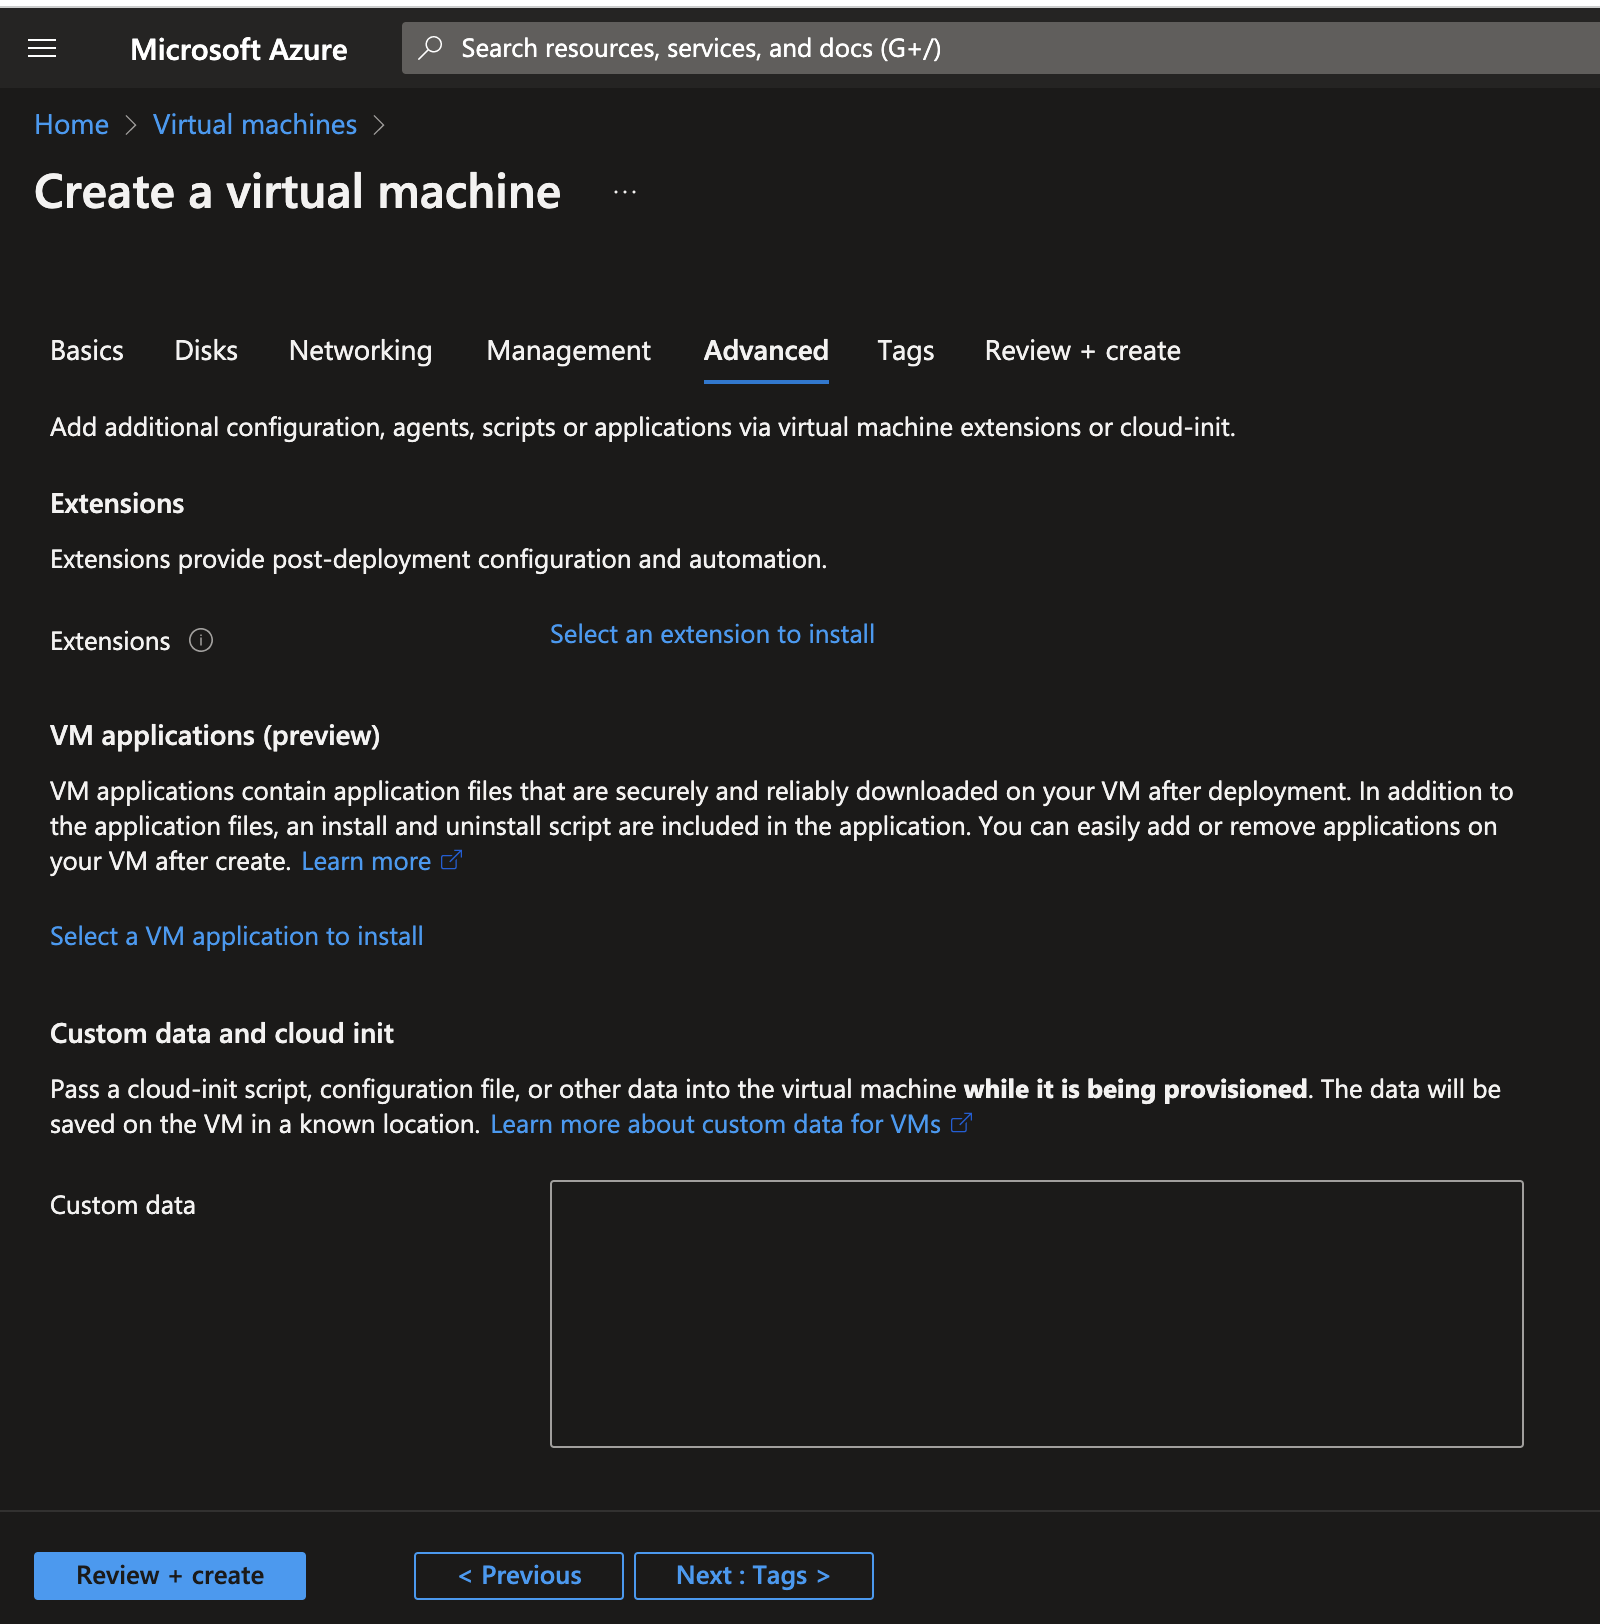 Microsoft Azure
Search resources, services, and docs (G+/)
Home > Virtual machines >
Create a virtual machine ...
Basics Disks Networking Management Advanced Tags Review + create
Add additional configuration, agents, scripts or applications via virtual machine extensions or cloud-init.
Extensions
Extensions provide post-deployment configuration and automation.
Extensions Select an extension to install
VM applications (preview)
VM applications contain application files that are securely and reliably downloaded on your VM after deployment. In addition to
the application files, an install and uninstall script are included in the application. You can easily add or remove applications on
your VM after create. Learn more
Select a VM application to install
Custom data and cloud init
Pass a cloud-init script, configuration file, or other data into the virtual machine while it is being provisioned. The data will be
saved on the VM in a known location. Learn more about custom data for VMs
Custom data
Review + create < Previous Next : Tags >